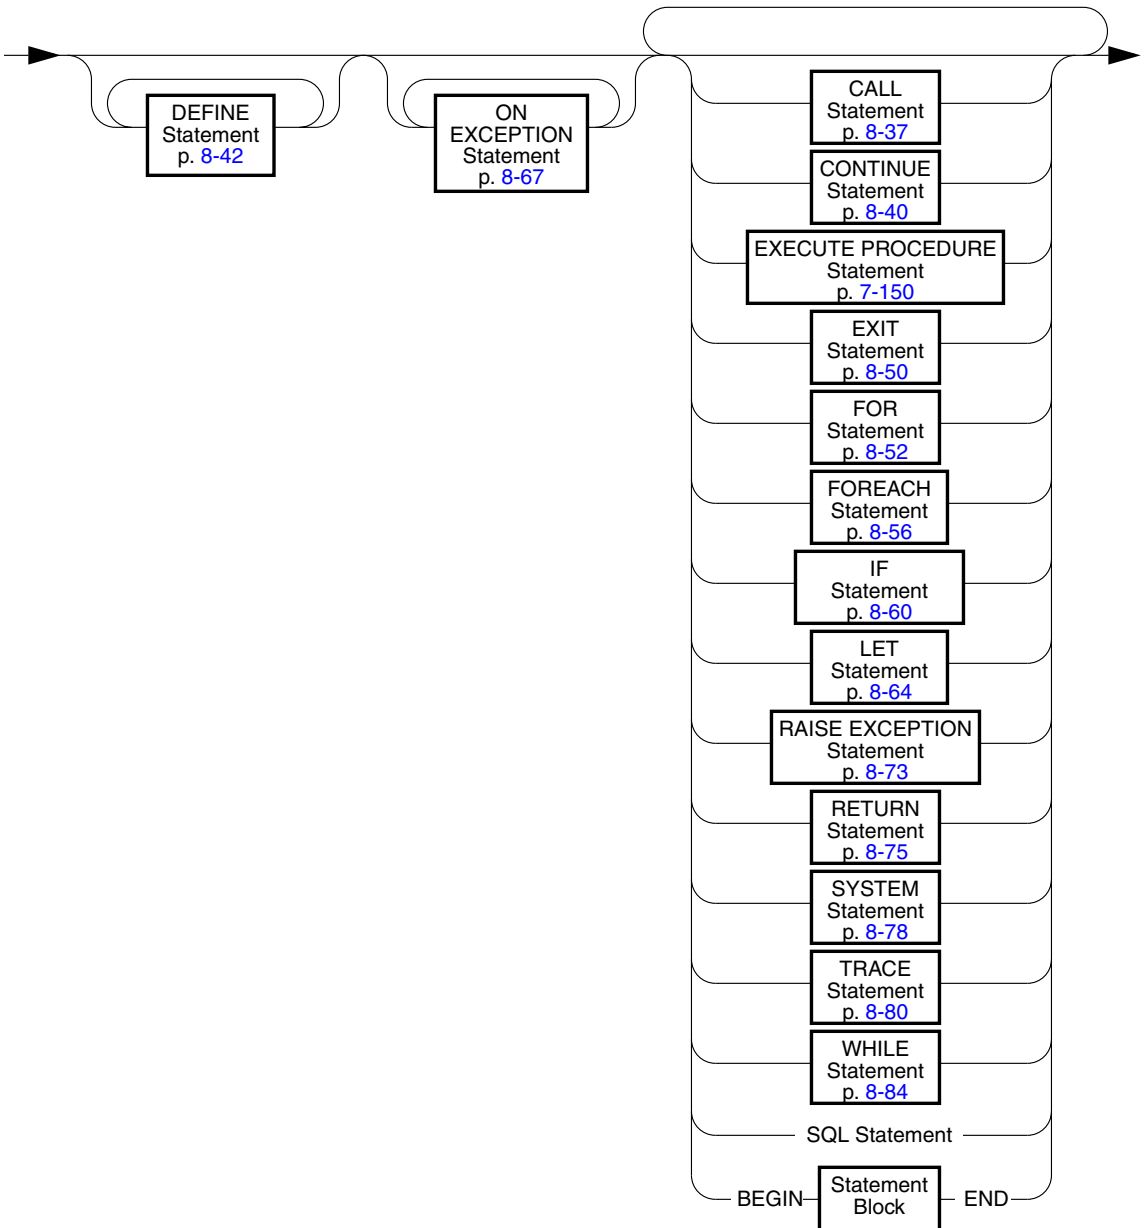 DEFINE
Statement
p. 8-42
ON
EXCEPTION
Statement
p. 8-67
CALL
Statement
p. 8-37
CONTINUE
Statement
p. 8-40
EXECUTE PROCEDURE
Statement
p. 7-150
EXIT
Statement
p. 8-50
FOR
Statement
p. 8-52
FOREACH
Statement
p. 8-56
IF
Statement
p. 8-60
LET
Statement
p. 8-64
RAISE EXCEPTION
Statement
p. 8-73
RETURN
Statement
p. 8-75
SYSTEM
Statement
p. 8-78
TRACE
Statement
p. 8-80
WHILE
Statement
p. 8-84
SQL Statement
BEGIN
Statement
Block
END